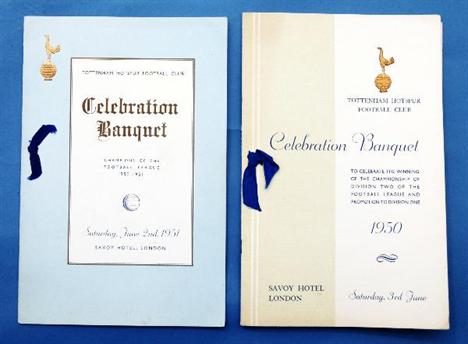 TOTTENHAM HOTSPUR FOOTBALL CLUB
Celebration
Banquet
CHAMPIONS OF THE
FOOTBALL LEAGUE
1950-1951
Saturday, June 2nd, 1951
SAVOY HOTEL, LONDON
TOTTENHAM HOTSPUR
FOOTBALL CLUB
Celebration Banquet
TO CELEBRATE THE WINNING
OF THE CHAMPIONSHIP OF
DIVISION TWO OF THE
FOOTBALL LEAGUE AND
PROMOTION TO DIVISION ONE
1950
SAVOY HOTEL
LONDON
Saturday, 3rd June